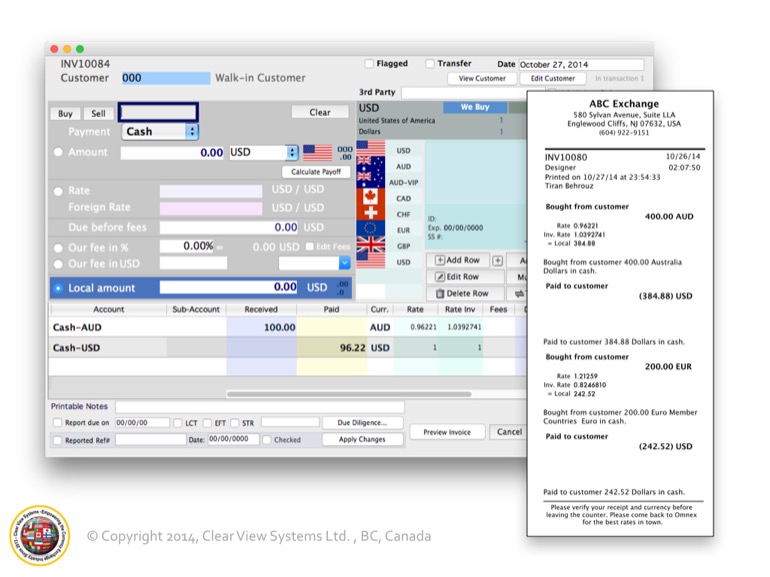 INV10084
Flagged Transfer Date October 27, 2014
Customer 000 Walk-in Customer
View Customer Edit Customer In transaction 1
3rd Party
Buy Sell Clear
Payment Cash
Amount 0.00 USD 000 .00
Calculate Payoff
Rate USD / USD
Foreign Rate USD / USD
Due before fees 0.00 USD
Our fee in % 0.00% = 0.00 USD Edit Fees
Our fee in USD
Local amount 0.00 USD .00 .0
USD We Buy
United States of America 1
Dollars 1
USD
AUD
AUD-VIP
CAD
CHF
EUR
GBP
USD
ID:
Exp. 00/00/0000
SS #:
Add Row
Edit Row
Delete Row
Account Sub-Account Received Paid Curr. Rate Rate Inv Fees
Cash-AUD 100.00 AUD 0.96221 1.0392741
Cash-USD 96.22 USD 1 1
Printable Notes
Report due on 00/00/00 LCT EFT STR Due Diligence...
Reported Ref# Date: 00/00/0000 Checked Apply Changes
Preview Invoice Cancel
ABC Exchange
580 Sylvan Avenue, Suite LLA
Englewood Cliffs, NJ 07632, USA
(604) 922-9151
INV10080 10/26/14
Designer 02:07:50
Printed on 10/27/14 at 23:54:33
Tiran Behrouz
Bought from customer
400.00 AUD
Rate 0.96221
Inv. Rate 1.0392741
= Local 384.88
Bought from customer 400.00 Australia
Dollars in cash.
Paid to customer
(384.88) USD
Paid to customer 384.88 Dollars in cash.
Bought from customer
200.00 EUR
Rate 1.21259
Inv. Rate 0.8246810
= Local 242.52
Bought from customer 200.00 Euro Member
Countries Euro in cash.
Paid to customer
(242.52) USD
Paid to customer 242.52 Dollars in cash.
Please verify your receipt and currency before
leaving the counter. Please come back to Omnex
for the best rates in town.
© Copyright 2014, Clear View Systems Ltd. , BC, Canada